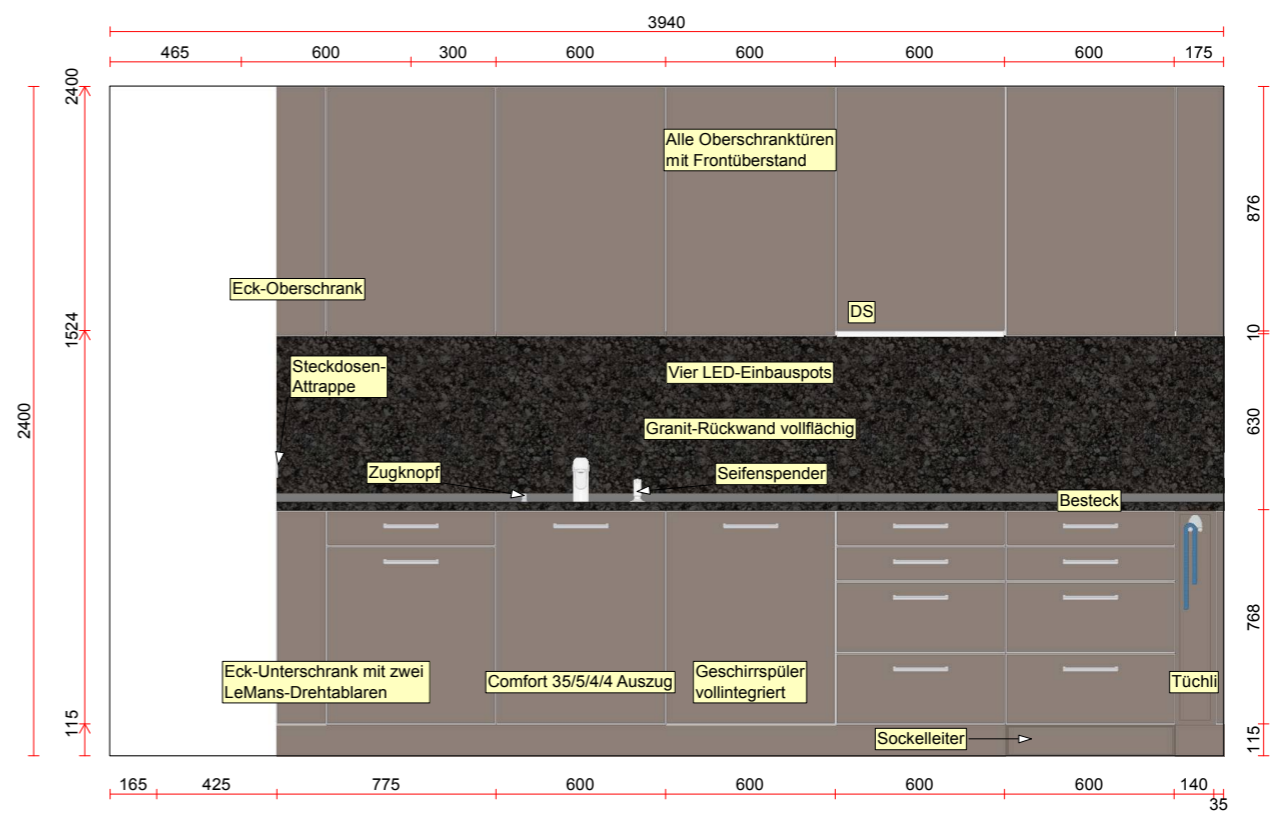 3940
465 600 300 600 600 600 600 175
2400
2400
Alle Oberschranktüren
mit Frontüberstand
876
Eck-Oberschrank
DS
1524
10
Steckdosen-
Attrappe
Vier LED-Einbauspots
2400
630
Granit-Rückwand vollflächig
Zugknopf
Seifenspender
Besteck
768
Eck-Unterschrank mit zwei
LeMans-Drehtablaren
Comfort 35/5/4/4 Auszug
Geschirrspüler
vollintegriert
Tüchli
115
Sockelleiter
115
165 425 775 600 600 600 600 140
35